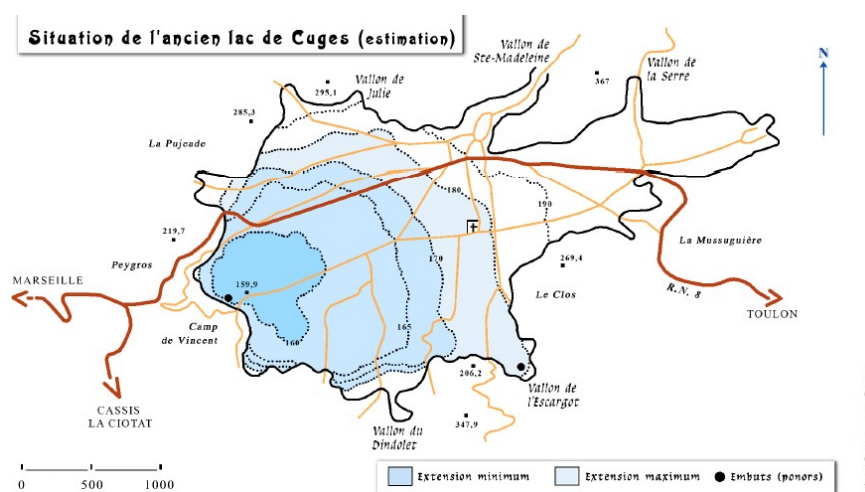 Situation de l'ancien lac de Cuges (estimation)
Vallon de
Ste-Madeleine
Vallon de
la Serre
N
367
Vallon de
Julie
295,1
285,3
La Pujeade
180
190
219,7
Peygros
La Mussuguière
269,4
170
MARSEILLE
159,9
Le Clos
R.N. 8
TOULON
Camp
de Vincent
160
165
206,2
Vallon de
l'Escargot
CASSIS
LA CIOTAT
347,9
Vallon du
Dindolet
0 500 1000
Extension minimum
Extension maximum
Embuts (ponors)